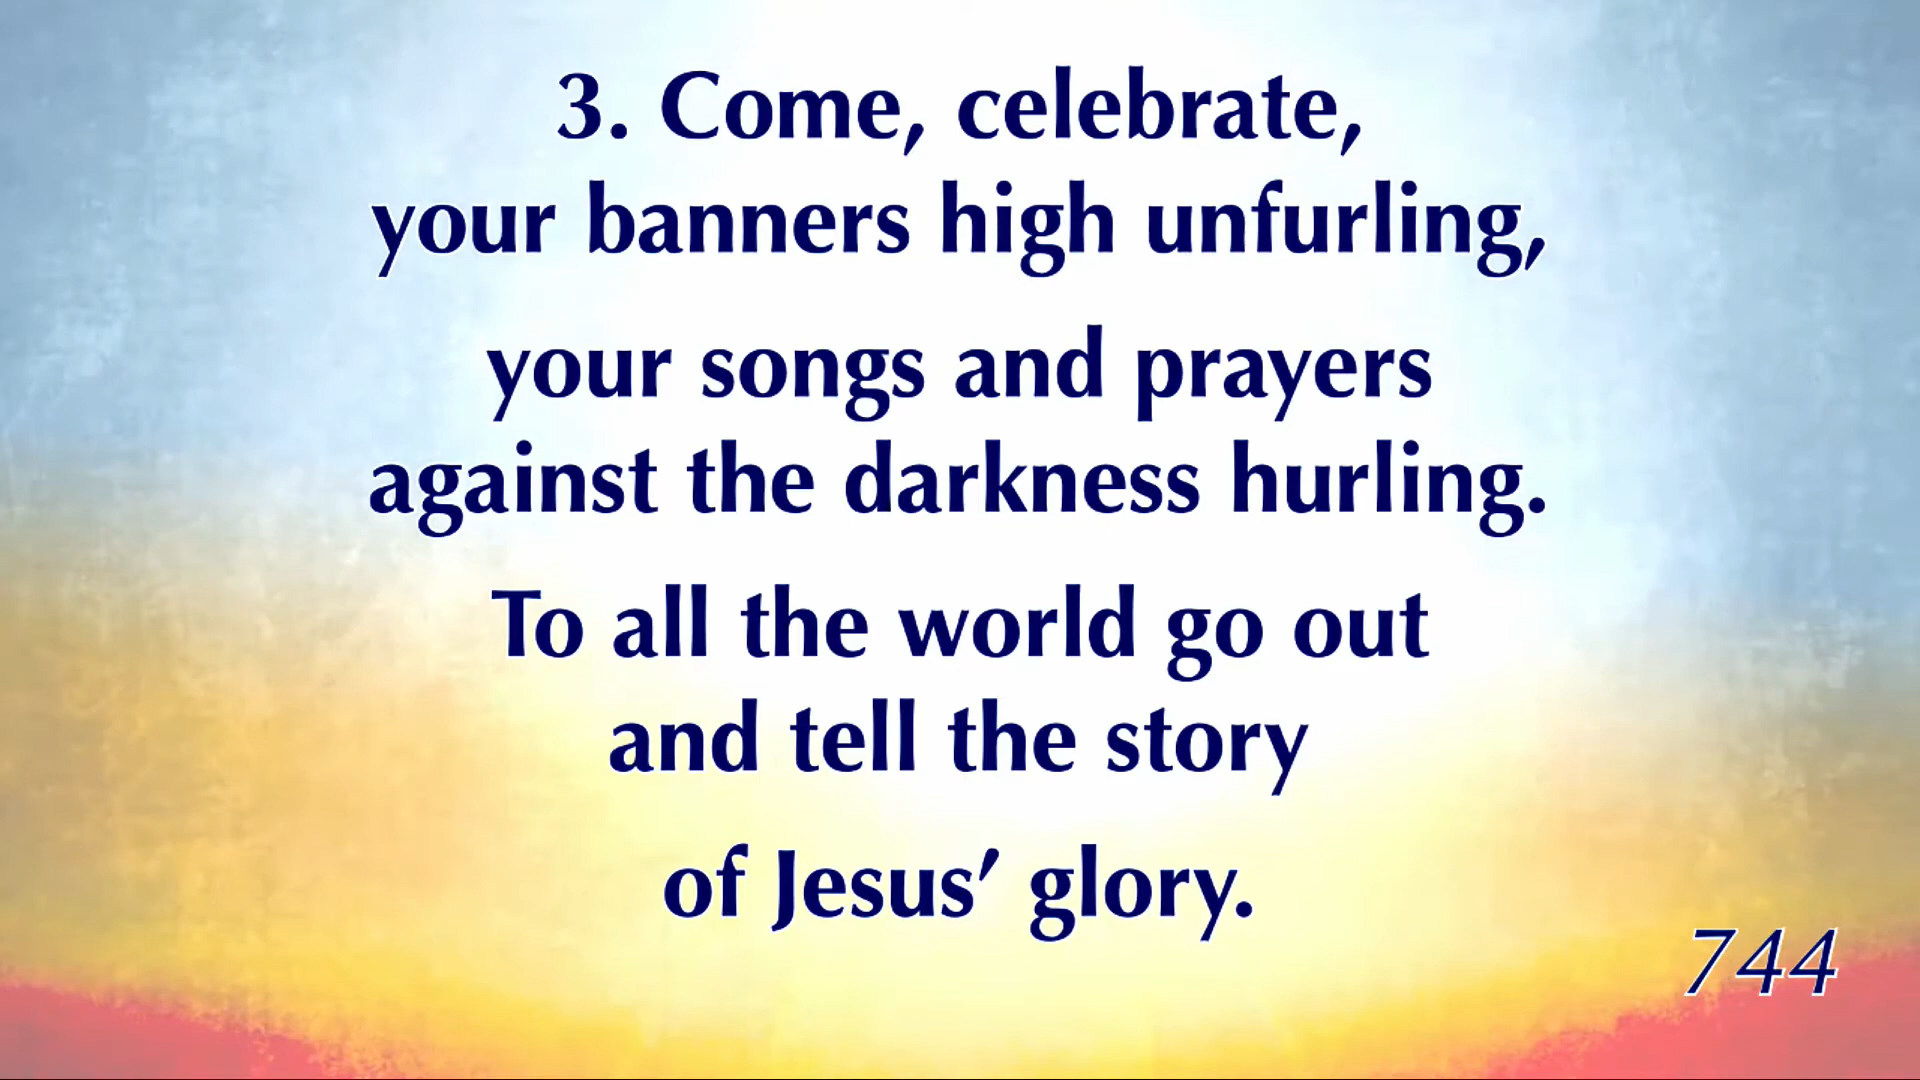 3. Come, celebrate,
your banners high unfurling,
your songs and prayers
against the darkness hurling.
To all the world go out
and tell the story
of Jesus’ glory.
744